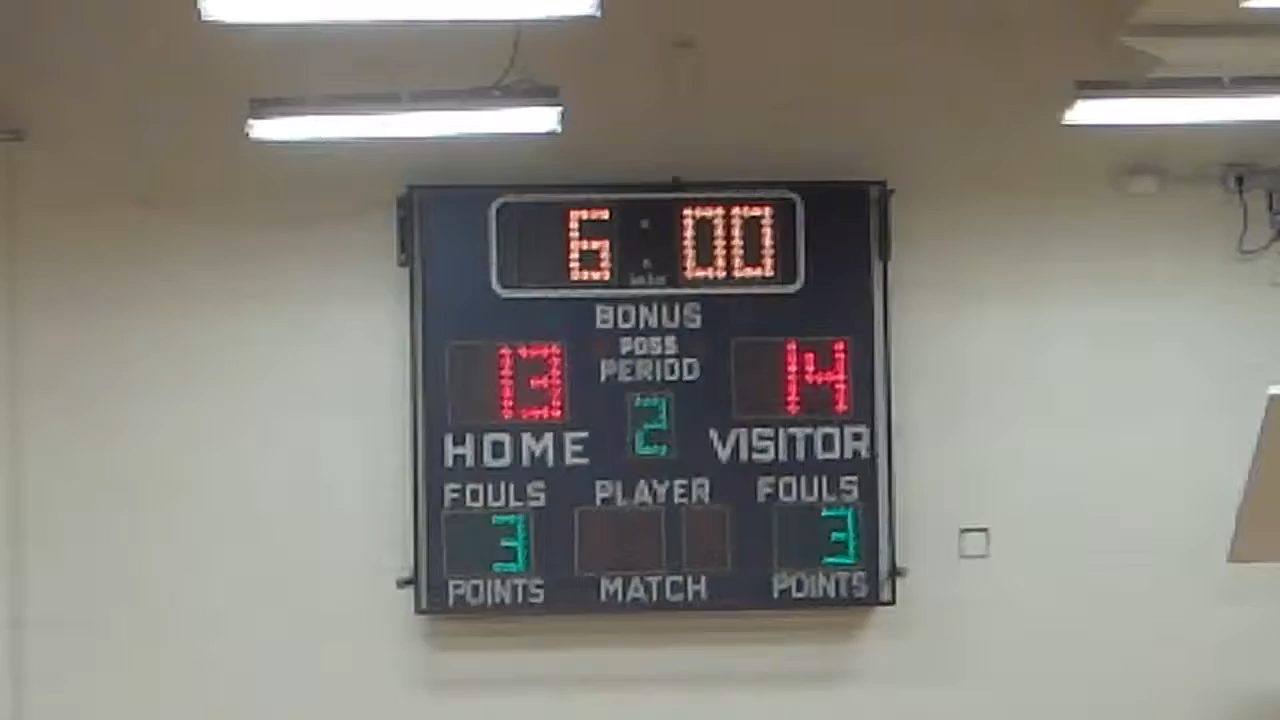 6:00
BONUS
POSS
PERIOD
13 2 14
HOME VISITOR
FOULS PLAYER FOULS
3 3
POINTS MATCH POINTS